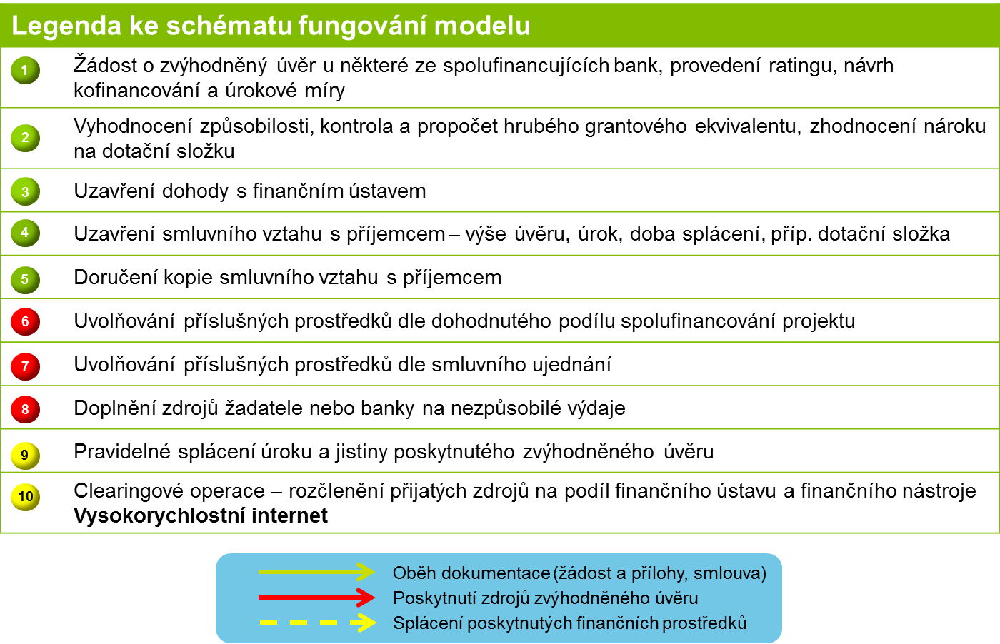 Legenda ke schématu fungování modelu
1 Žádost o zvýhodněný úvěr u některé ze spolufinancujících bank, provedení ratingu, návrh
kofinancování a úrokové míry
2 Vyhodnocení způsobilosti, kontrola a propočet hrubého grantového ekvivalentu, zhodnocení nároku
na dotační složku
3 Uzavření dohody s finančním ústavem
4 Uzavření smluvního vztahu s příjemcem – výše úvěru, úrok, doba splácení, příp. dotační složka
5 Doručení kopie smluvního vztahu s příjemcem
6 Uvolňování příslušných prostředků dle dohodnutého podílu spolufinancování projektu
7 Uvolňování příslušných prostředků dle smluvního ujednání
8 Doplnění zdrojů žadatele nebo banky na nezpůsobilé výdaje
9 Pravidelné splácení úroku a jistiny poskytnutého zvýhodněného úvěru
10 Clearingové operace – rozčlenění přijatých zdrojů na podíl finančního ústavu a finančního nástroje
Vysokorychlostní internet
Oběh dokumentace (žádost a přílohy, smlouva)
Poskytnutí zdrojů zvýhodněného úvěru
Splácení poskytnutých finančních prostředků